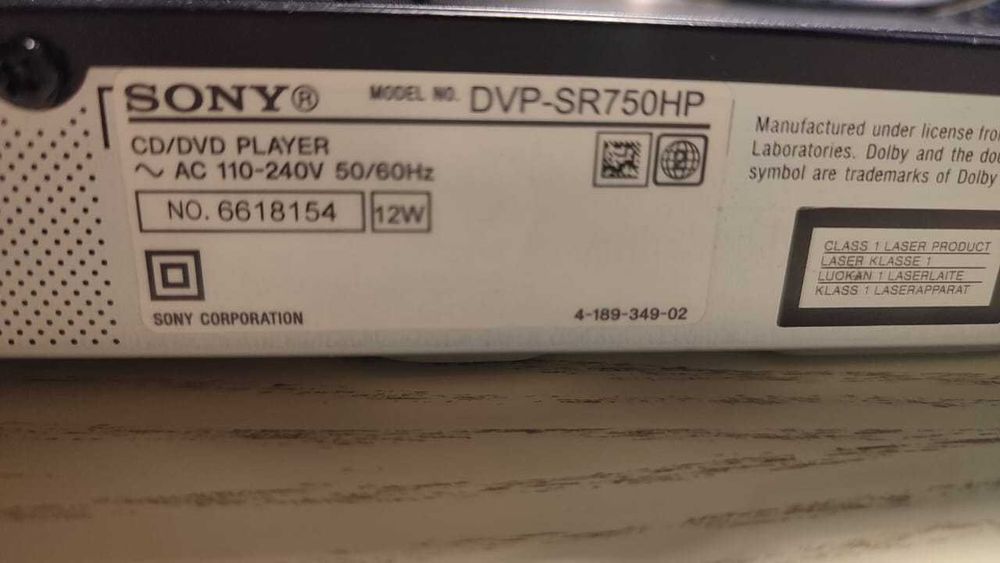 SONY® MODEL NO. DVP-SR750HP
CD/DVD PLAYER
~ AC 110-240V 50/60Hz
NO. 6618154 12W
SONY CORPORATION 4-189-349-02
Manufactured under license
Laboratories. Dolby and the
symbol are trademarks of Dolby
CLASS 1 LASER PRODUCT
LASER KLASSE 1
LUOKAN 1 LASERLAITE
KLASS 1 LASERAPPARAT